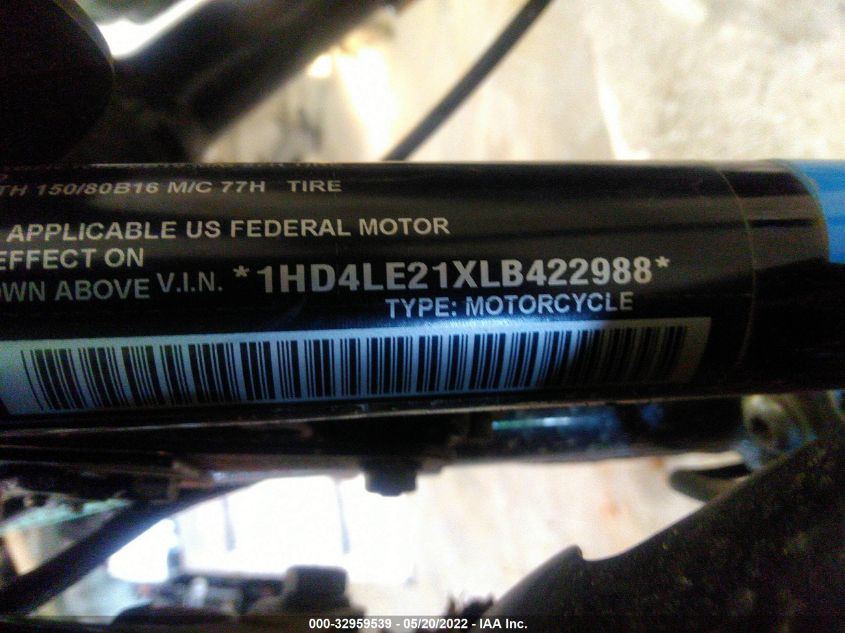 TH 150/80B16 M/C 77H TIRE
APPLICABLE US FEDERAL MOTOR
EFFECT ON
OWN ABOVE V.I.N. *1HD4LE21XLB422988*
TYPE: MOTORCYCLE
000-32959539 - 05/20/2022 - IAA Inc.